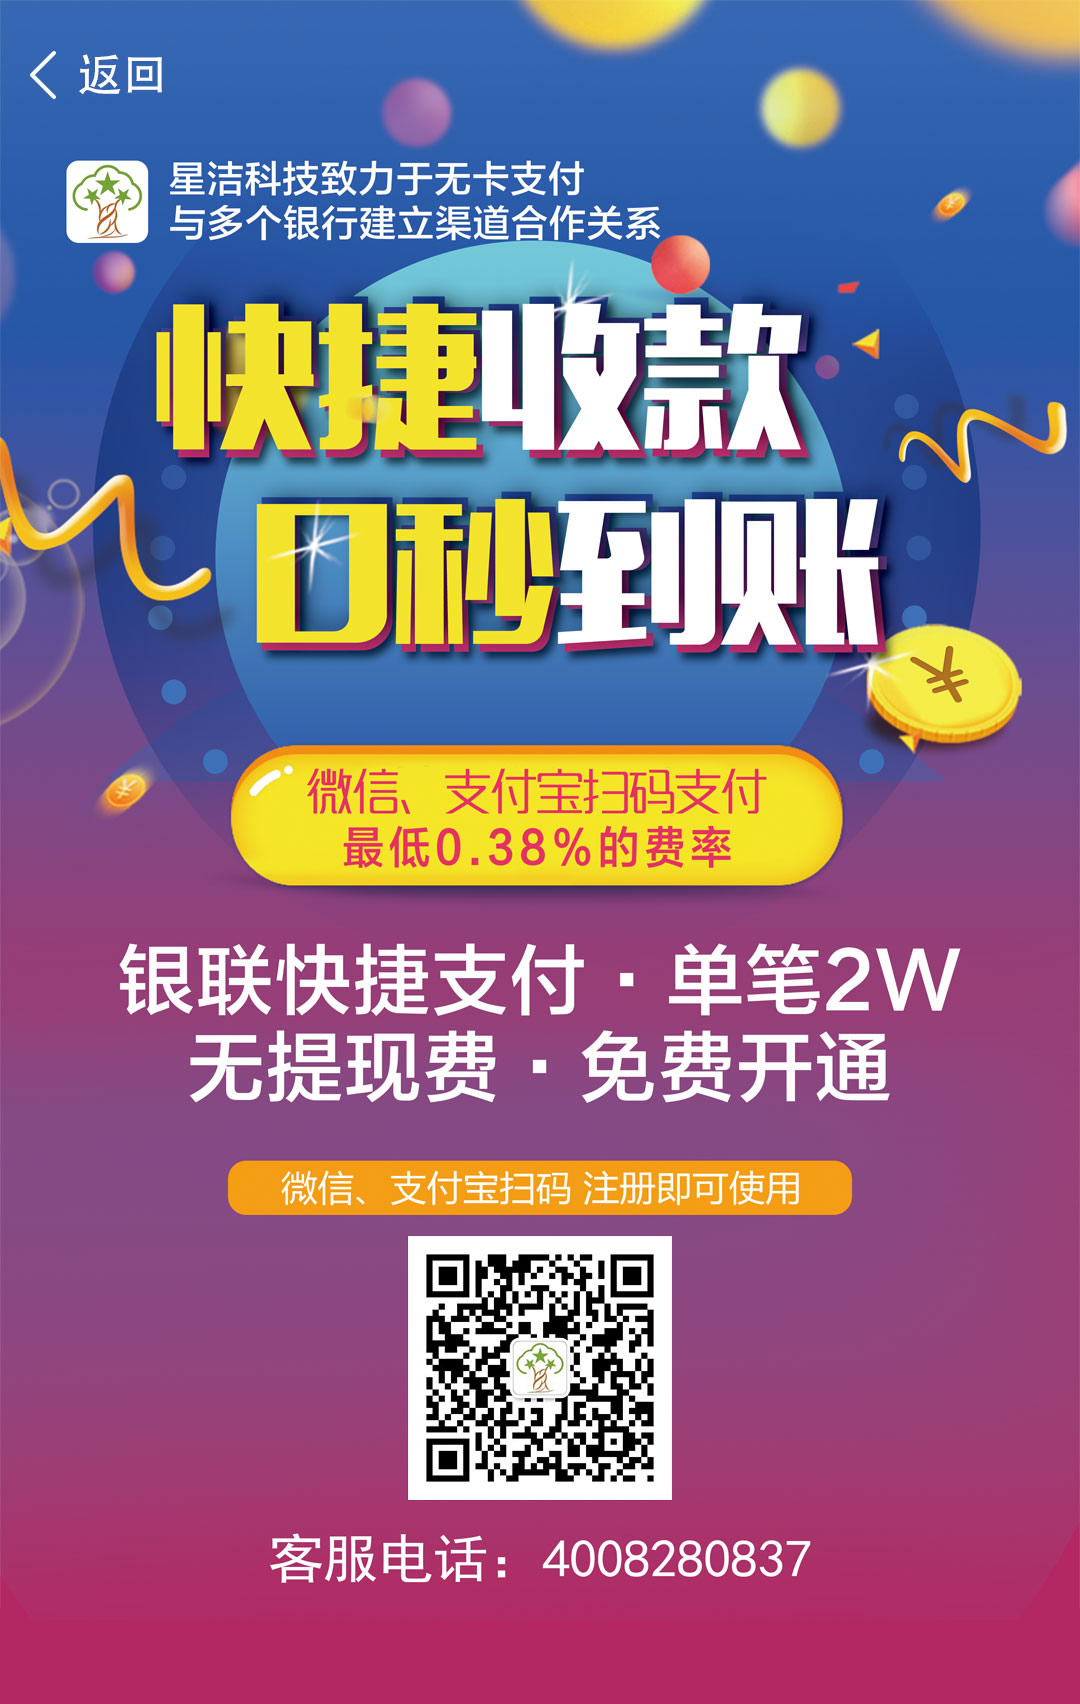 返回
星洁科技致力于无卡支付
与多个银行建立渠道合作关系
快捷收款
0秒到账
微信、支付宝扫码支付
最低0.38%的费率
银联快捷支付·单笔2W
无提现费·免费开通
微信、支付宝扫码 注册即可使用
客服电话：4008280837